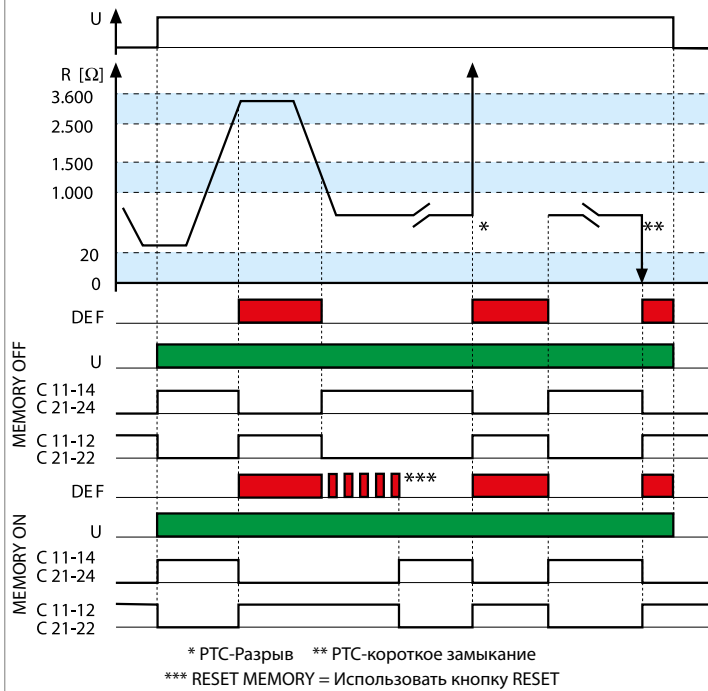 U
R [Ω]
3.600
2.500
1.500
1.000
20
0
*
**
DEF
MEMORY OFF
U
C 11-14
C 21-24
C 11-12
C 21-22
DEF
***
MEMORY ON
U
C 11-14
C 21-24
C 11-12
C 21-22
* РТС-Разрыв ** РТС-короткое замыкание
*** RESET MEMORY = Использовать кнопку RESET